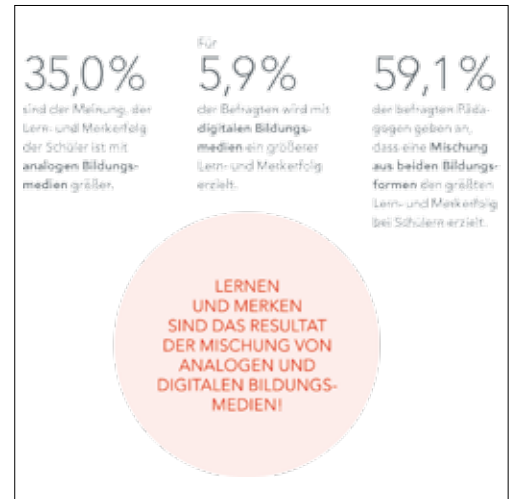 35,0%
sind der Meinung, der
Lern- und Merkerfolg
der Schüler ist mit
analogen Bildungs-
medien größer.
Für
5,9%
der Befragten wird mit
digitalen Bildungs-
medien ein größerer
Lern- und Merkerfolg
erzielt.
59,1%
der befragten Päda-
gogen geben an,
dass eine Mischung
aus beiden Bildungs-
formen den größten
Lern- und Merkerfolg
bei Schülern erzielt.
LERNEN
UND MERKEN
SIND DAS RESULTAT
DER MISCHUNG VON
ANALOGEN UND
DIGITALEN BILDUNGS-
MEDIEN!